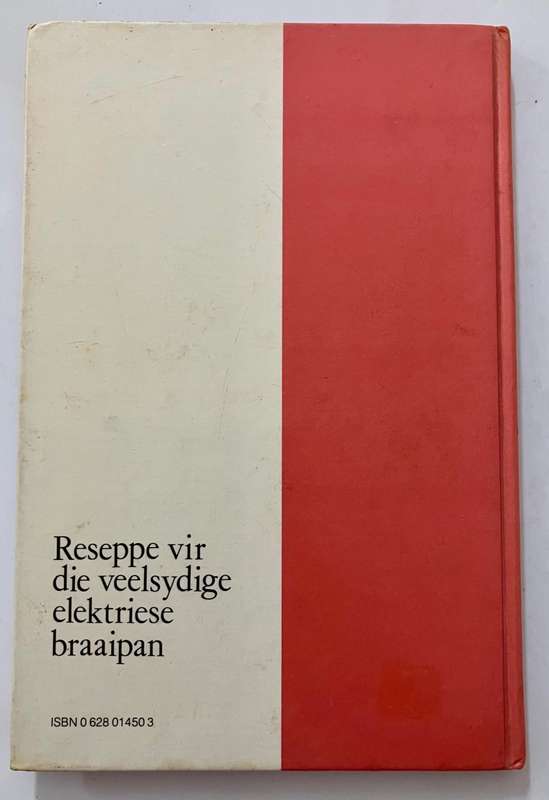 Reseppe vir
die veelsydige
elektriese
braaipan
ISBN 0 628 01450 3